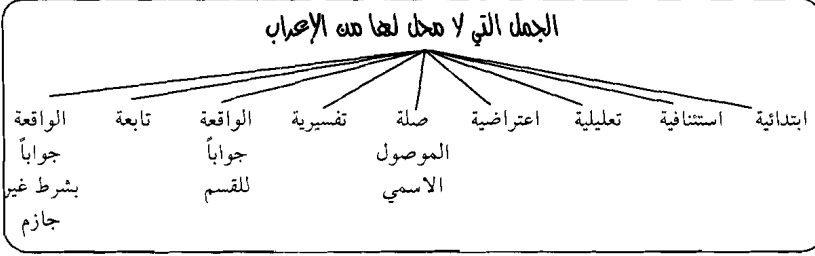 الجمل التي لا محل لها من الإعراب
ابتدائية استئنافية تعليلية اعتراضية صلة تفسيرية الواقعة تابعة الواقعة
الموصول جواباً جواباً
الاسمي للقسم بشرط غير
جازم